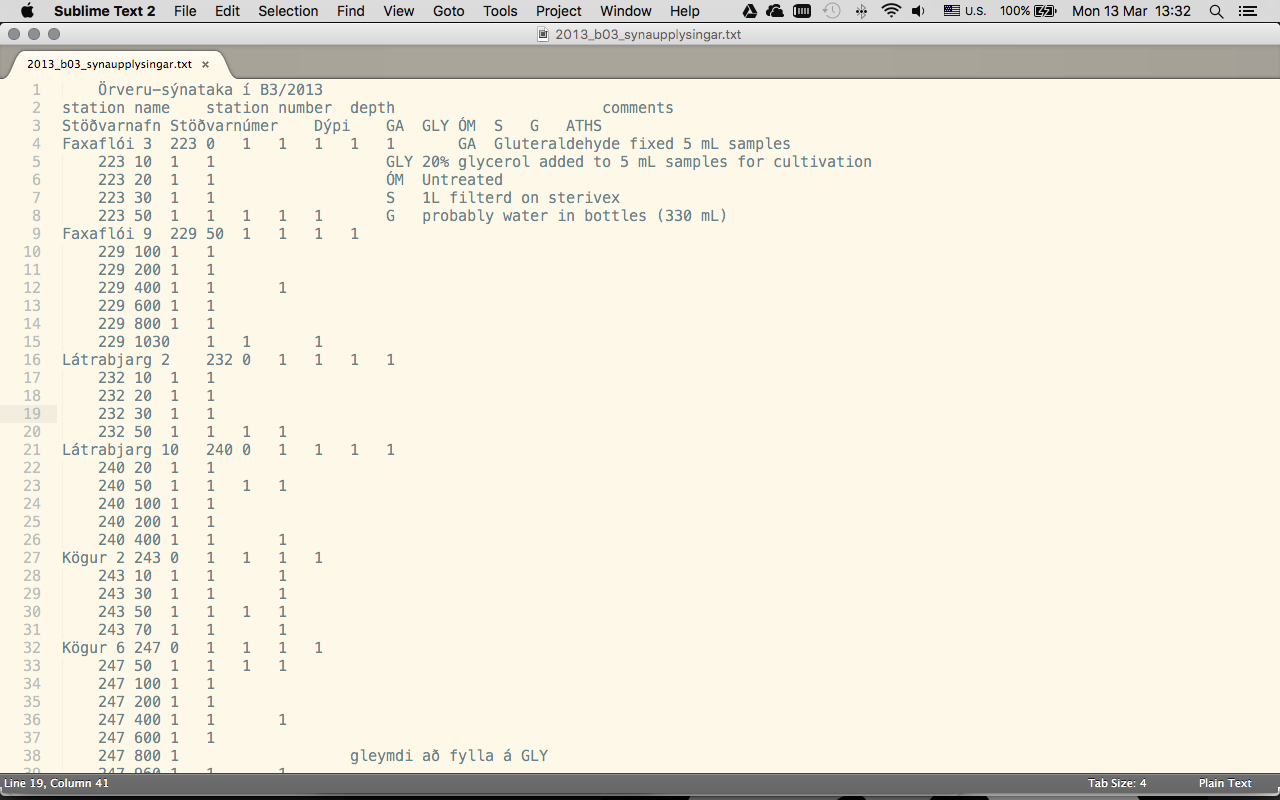 Sublime Text 2 File Edit Selection Find View Goto Tools Project Window Help U.S. 100% Mon 13 Mar 13:32
2013_b03_synaupplysingar.txt
2013_b03_synaupplysingar.txt ×
1 Örveru-sýnataka í B3/2013
2 station name station number depth comments
3 Stöðvarnafn Stöðvarnúmer Dýpi GA GLY ÓM S G ATHS
4 Faxaflói 3 223 0 1 1 1 1 1 GA Gluteraldehyde fixed 5 mL samples
5 223 10 1 1 GLY 20% glycerol added to 5 mL samples for cultivation
6 223 20 1 1 ÓM Untreated
7 223 30 1 1 S 1L filterd on sterivex
8 223 50 1 1 1 1 1 G probably water in bottles (330 mL)
9 Faxaflói 9 229 50 1 1 1 1
10 229 100 1 1
11 229 200 1 1
12 229 400 1 1 1
13 229 600 1 1
14 229 800 1 1
15 229 1030 1 1 1
16 Látrabjarg 2 232 0 1 1 1 1
17 232 10 1 1
18 232 20 1 1
19 232 30 1 1
20 232 50 1 1 1 1
21 Látrabjarg 10 240 0 1 1 1 1
22 240 20 1 1
23 240 50 1 1 1 1
24 240 100 1 1
25 240 200 1 1
26 240 400 1 1 1
27 Kögur 2 243 0 1 1 1 1
28 243 10 1 1 1
29 243 30 1 1 1
30 243 50 1 1 1 1
31 243 70 1 1 1
32 Kögur 6 247 0 1 1 1 1
33 247 50 1 1 1 1
34 247 100 1 1
35 247 200 1 1
36 247 400 1 1 1
37 247 600 1 1
38 247 800 1 gleymdi að fylla á GLY
39 247 960 1 1 1
Line 19, Column 41 Tab Size: 4 Plain Text